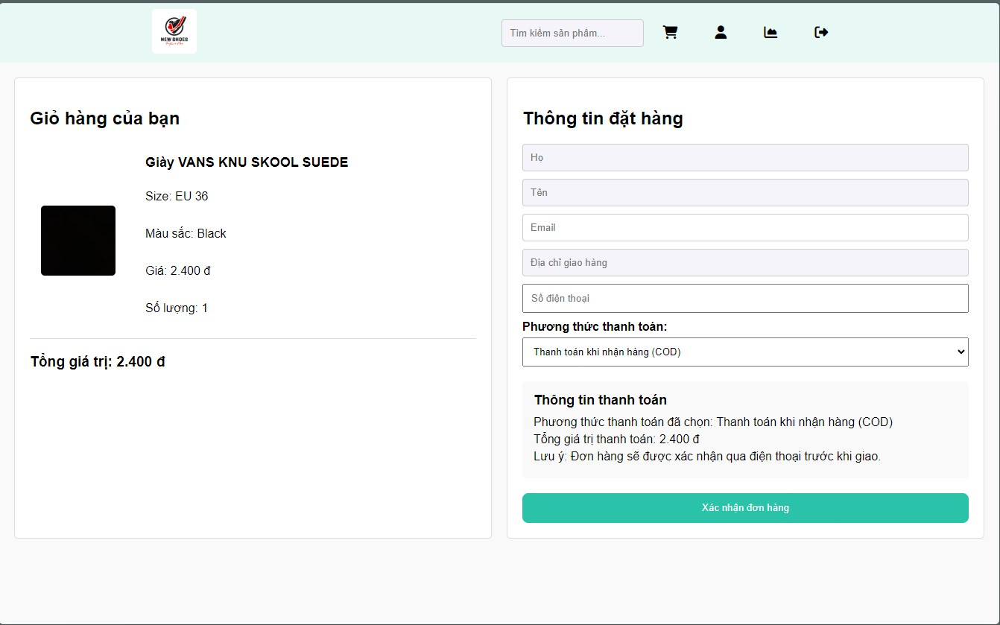 NEW SHOES
Tìm kiếm sản phẩm...
Giỏ hàng của bạn
Giày VANS KNU SKOOL SUEDE
Size: EU 36
Màu sắc: Black
Giá: 2.400 đ
Số lượng: 1
Tổng giá trị: 2.400 đ
Thông tin đặt hàng
Họ
Tên
Email
Địa chỉ giao hàng
Số điện thoại
Phương thức thanh toán:
Thanh toán khi nhận hàng (COD)
Thông tin thanh toán
Phương thức thanh toán đã chọn: Thanh toán khi nhận hàng (COD)
Tổng giá trị thanh toán: 2.400 đ
Lưu ý: Đơn hàng sẽ được xác nhận qua điện thoại trước khi giao.
Xác nhận đơn hàng